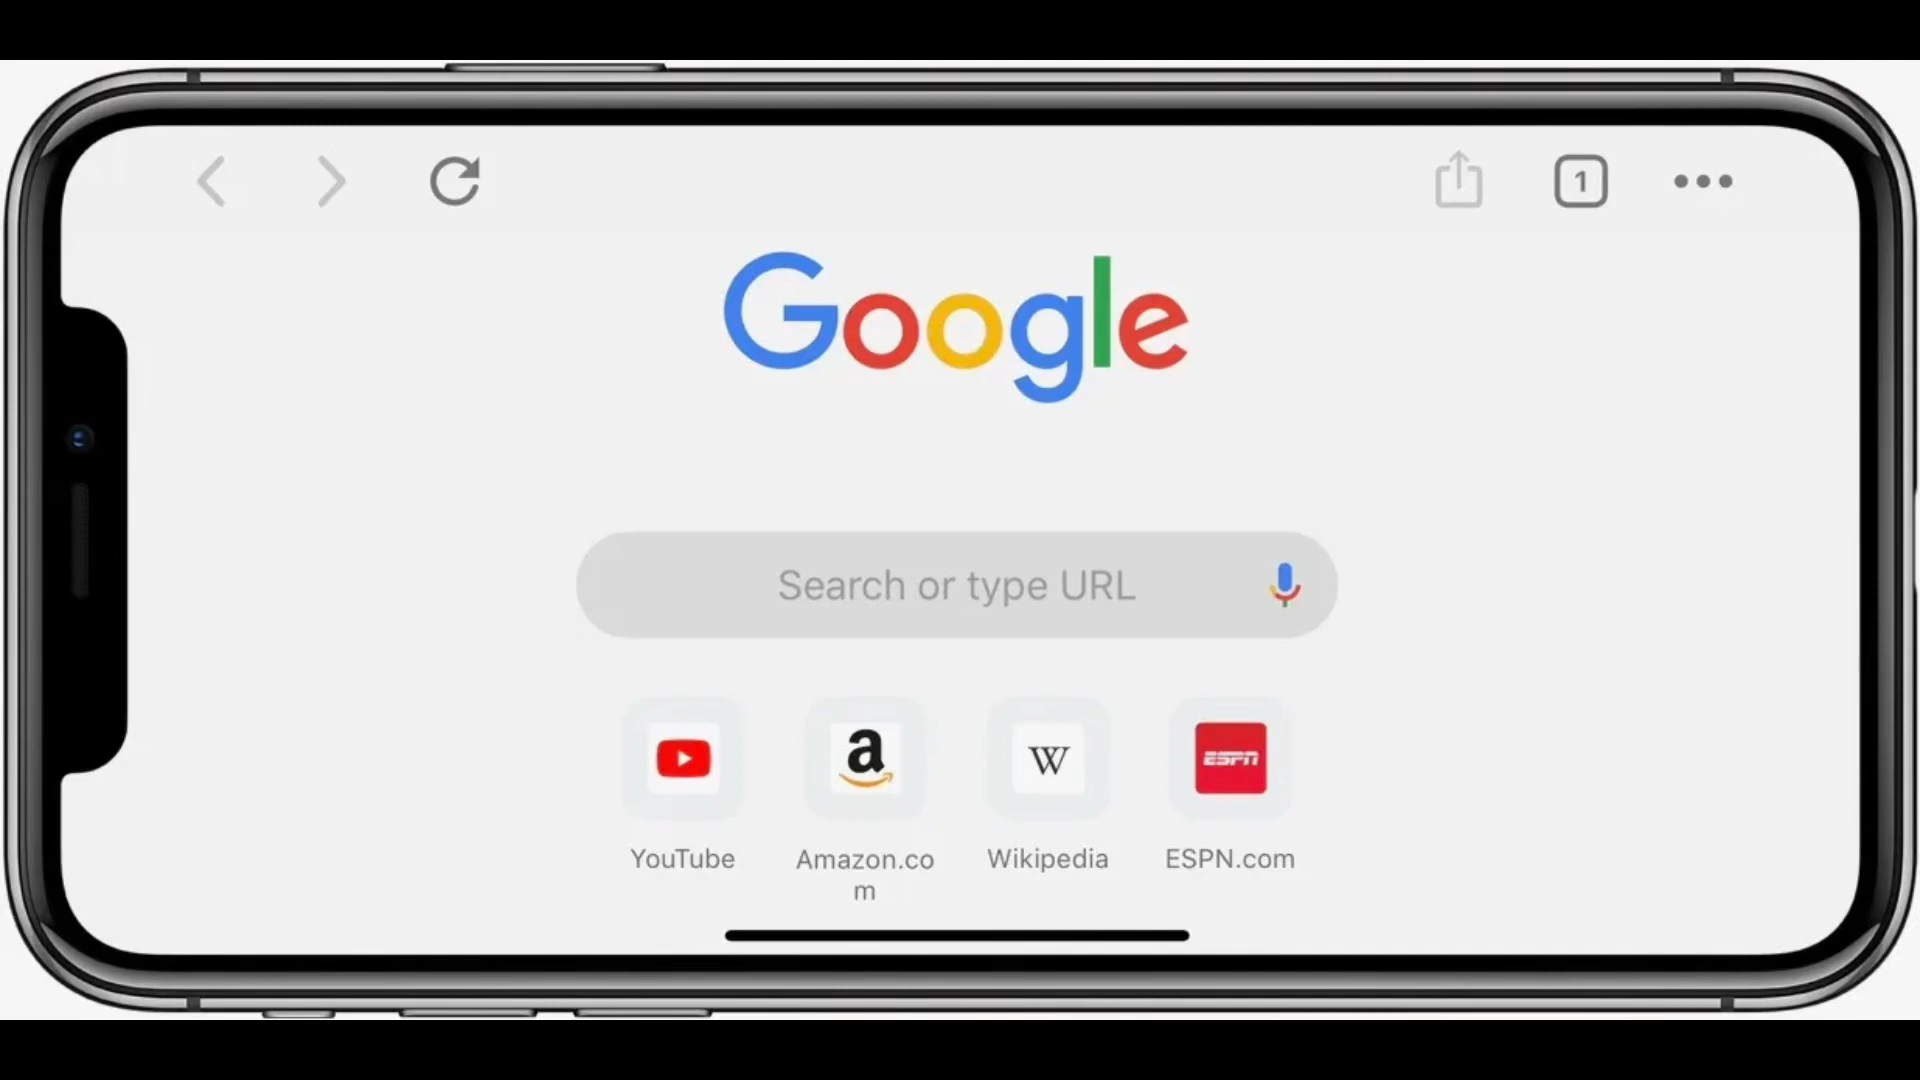 1
Google
Search or type URL
a
W
ESPN
YouTube
Amazon.co
m
Wikipedia
ESPN.com